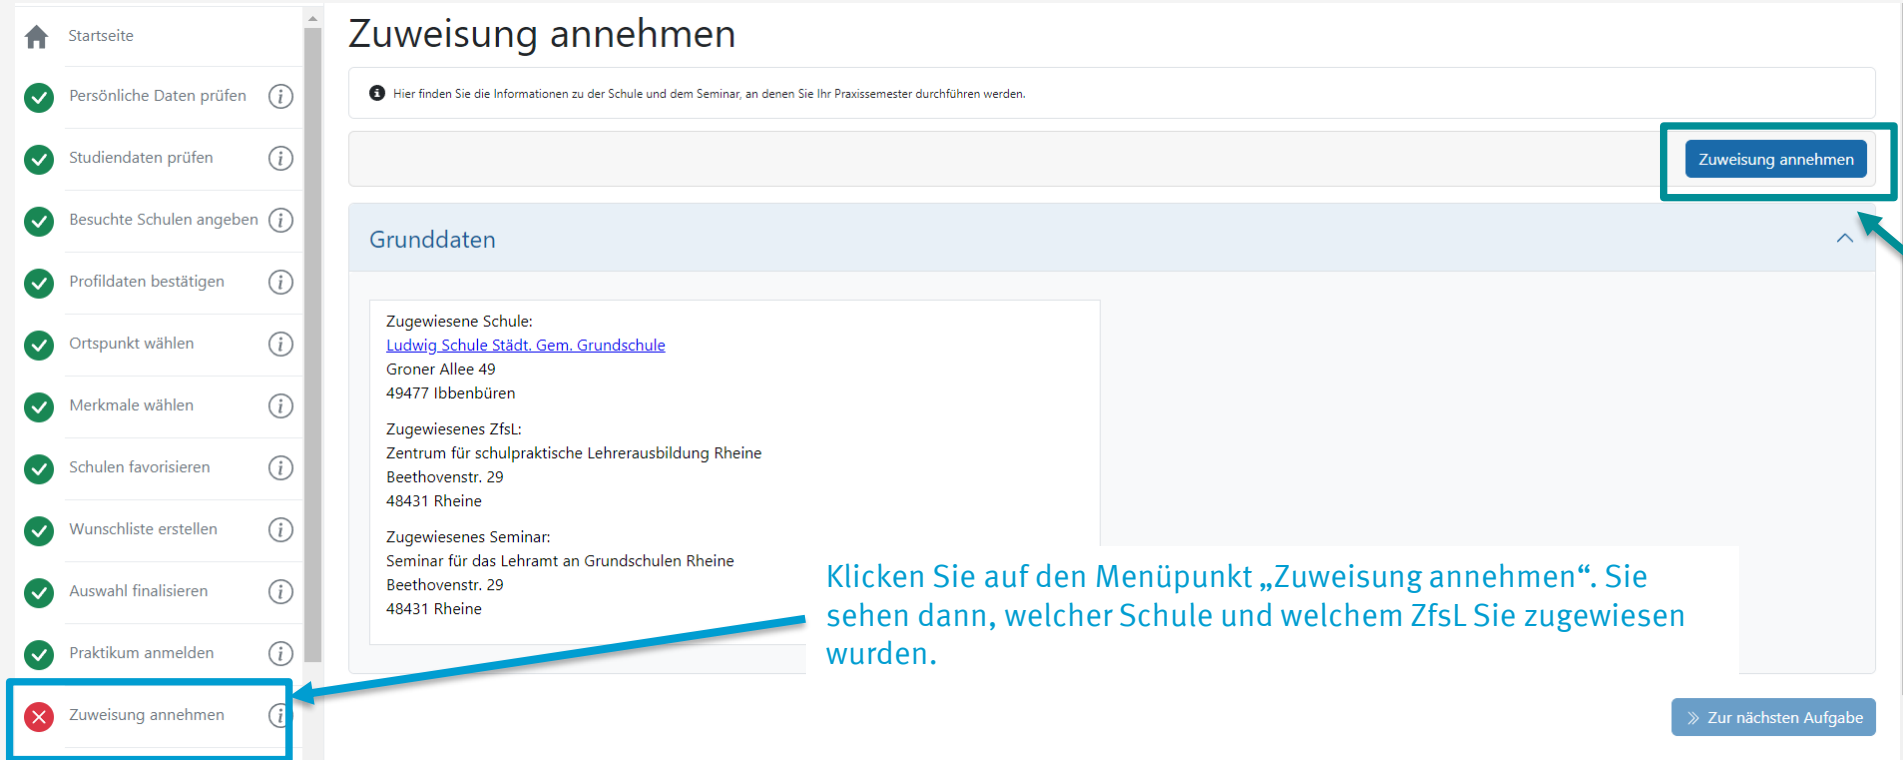 Startseite
Persönliche Daten prüfen
Studiendaten prüfen
Besuchte Schulen angeben
Profildaten bestätigen
Ortspunkt wählen
Merkmale wählen
Schulen favorisieren
Wunschliste erstellen
Auswahl finalisieren
Praktikum anmelden
Zuweisung annehmen
Zuweisung annehmen
Hier finden Sie die Informationen zu der Schule und dem Seminar, an denen Sie Ihr Praxissemester durchführen werden.
Zuweisung annehmen
Grunddaten
Zugewiesene Schule:
Ludwig Schule Städt. Gem. Grundschule
Groner Allee 49
49477 Ibbenbüren
Zugewiesenes ZfsL:
Zentrum für schulpraktische Lehrerausbildung Rheine
Beethovenstr. 29
48431 Rheine
Zugewiesenes Seminar:
Seminar für das Lehramt an Grundschulen Rheine
Beethovenstr. 29
48431 Rheine
Klicken Sie auf den Menüpunkt „Zuweisung annehmen“. Sie
sehen dann, welcher Schule und welchem ZfsL Sie zugewiesen
wurden.
Zur nächsten Aufgabe